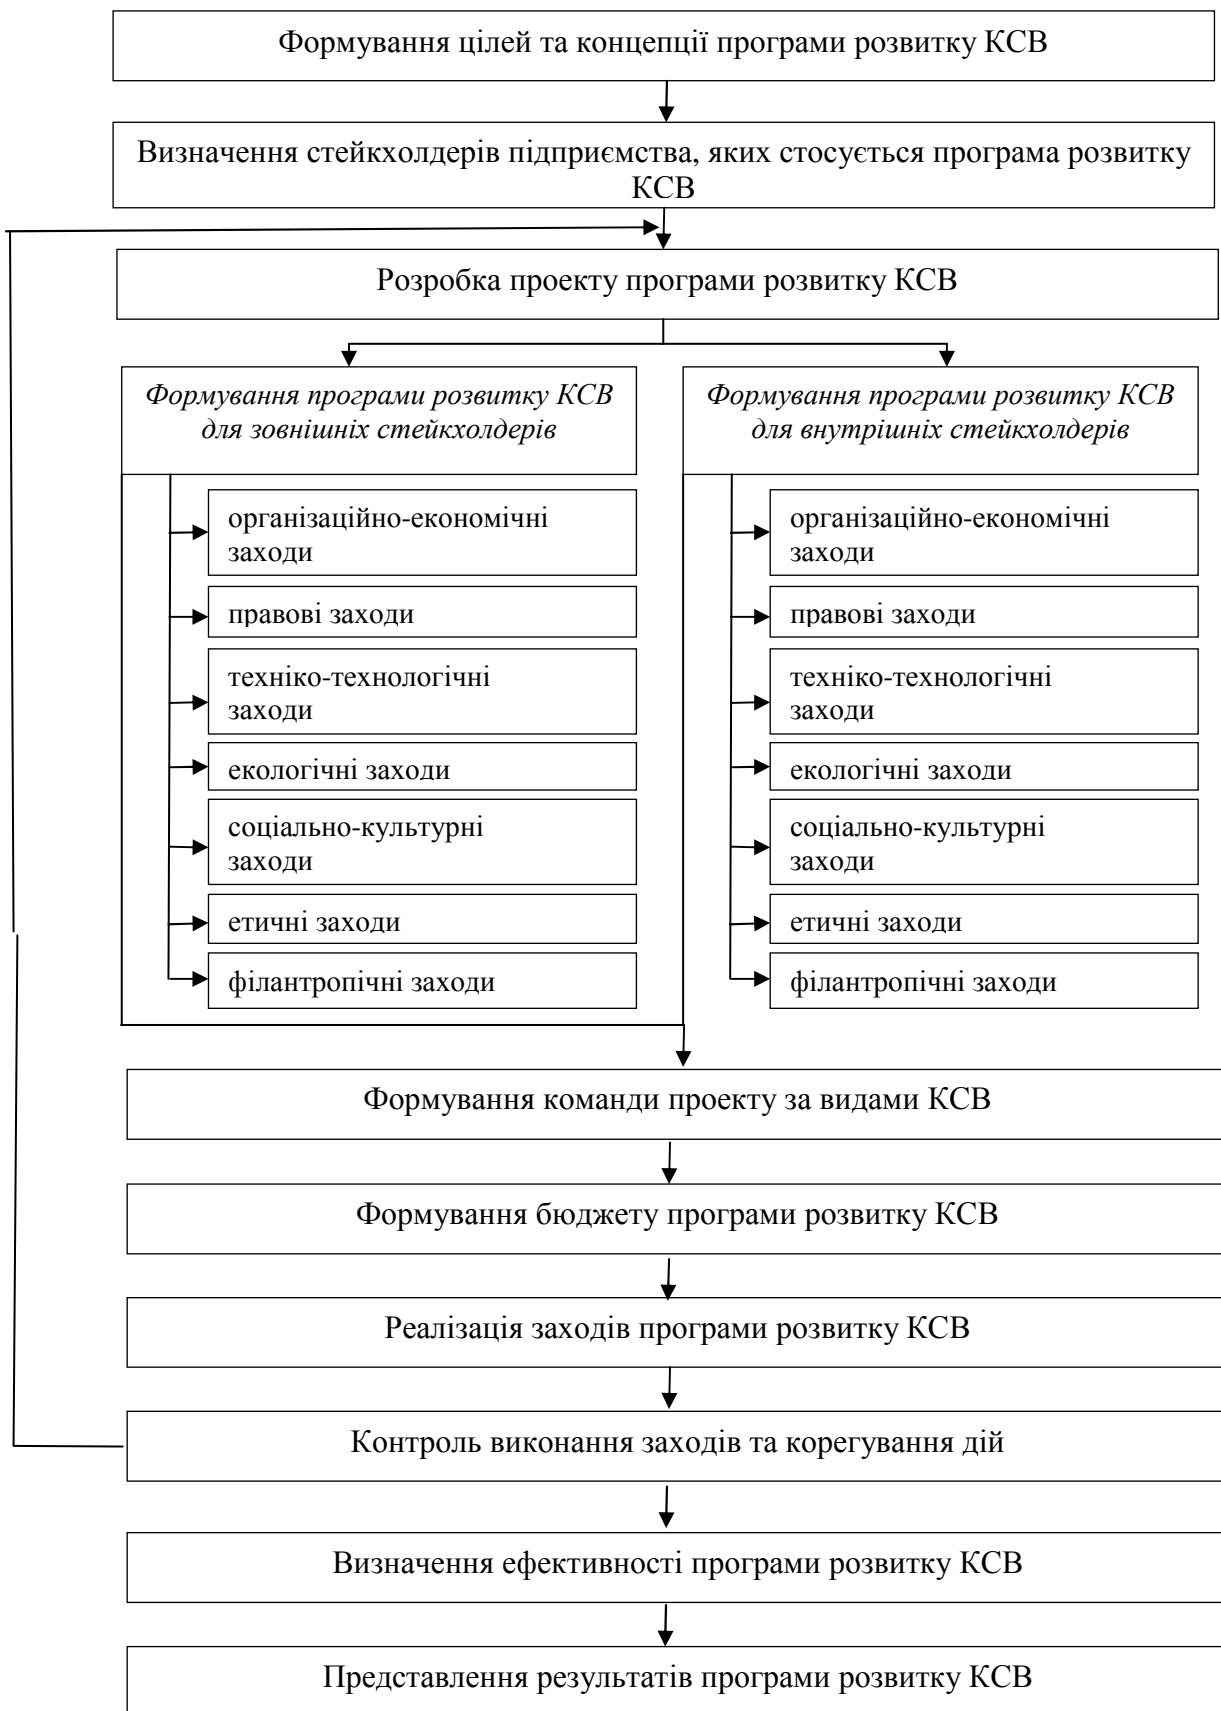 Формування цілей та концепції програми розвитку КСВ
Визначення стейкхолдерів підприємства, яких стосується програма розвитку
КСВ
Розробка проекту програми розвитку КСВ
Формування програми розвитку КСВ
для зовнішніх стейкхолдерів
організаційно-економічні
заходи
правові заходи
техніко-технологічні
заходи
екологічні заходи
соціально-культурні
заходи
етичні заходи
філантропічні заходи
Формування програми розвитку КСВ
для внутрішніх стейкхолдерів
організаційно-економічні
заходи
правові заходи
техніко-технологічні
заходи
екологічні заходи
соціально-культурні
заходи
етичні заходи
філантропічні заходи
Формування команди проекту за видами КСВ
Формування бюджету програми розвитку КСВ
Реалізація заходів програми розвитку КСВ
Контроль виконання заходів та корегування дій
Визначення ефективності програми розвитку КСВ
Представлення результатів програми розвитку КСВ